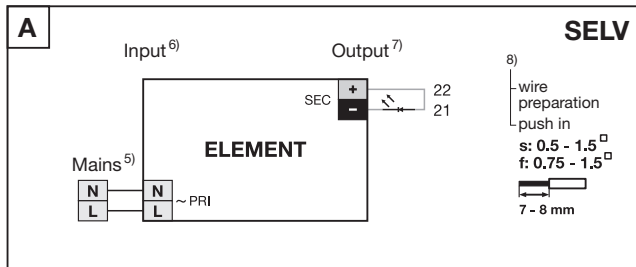 A
SELV
Input 6)
Output 7)
8)
wire
preparation
push in
s: 0.5 - 1.5 □
f: 0.75 - 1.5 □
7 - 8 mm
SEC
+
-
22
21
ELEMENT
Mains 5)
N
L
N
L
~ PRI